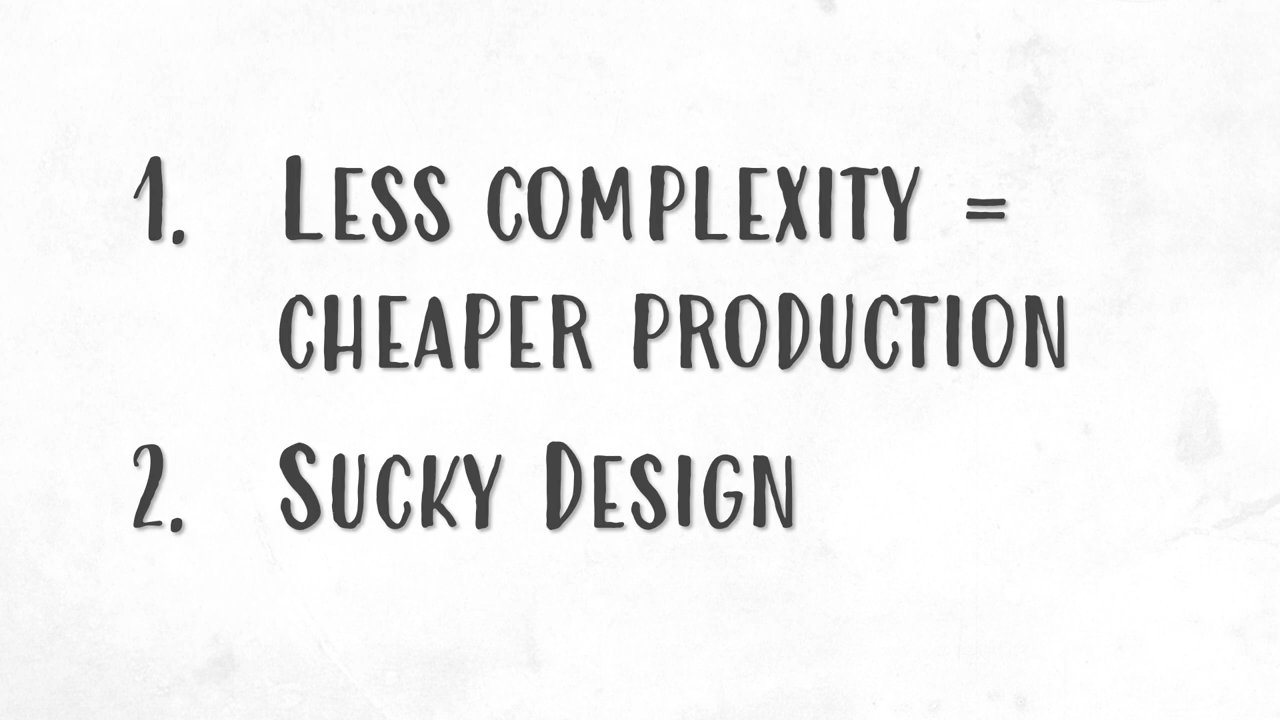 1. Less complexity =
cheaper production
2. Sucky Design